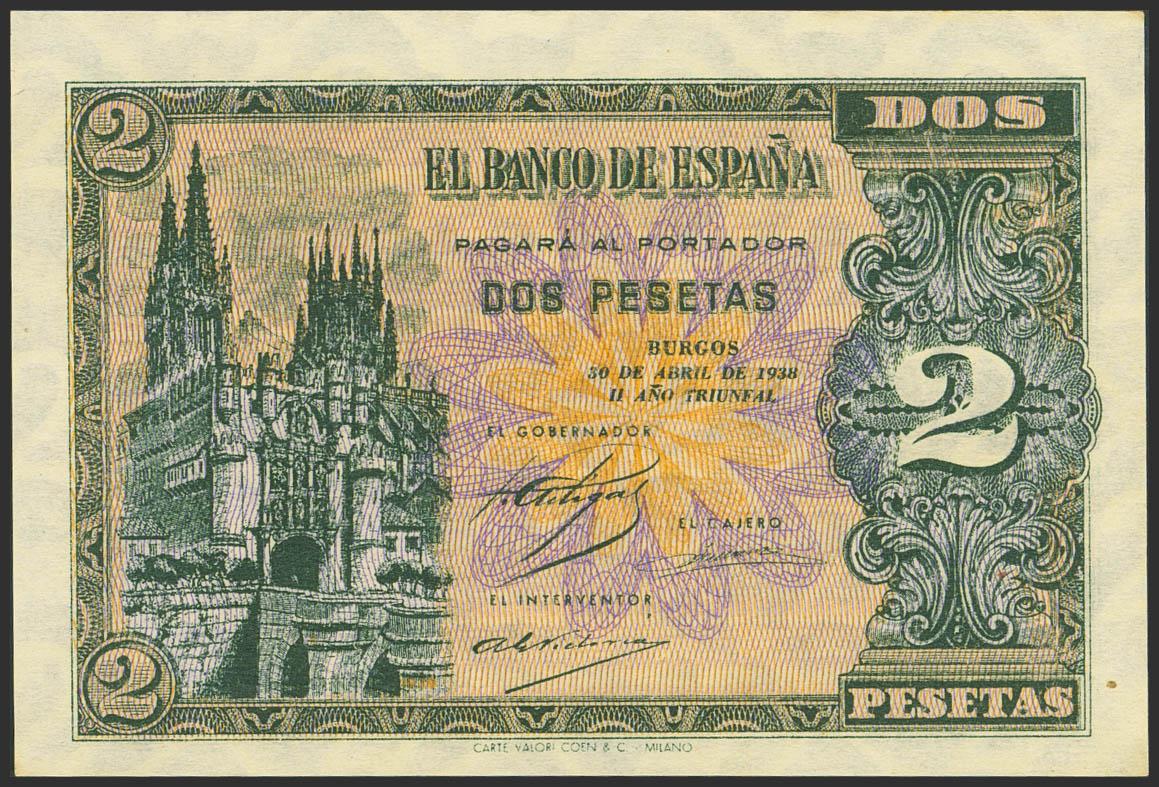 2
DOS
EL BANCO DE ESPAÑA
PAGARÁ AL PORTADOR
DOS PESETAS
BURGOS
30 DE ABRIL DE 1938
II AÑO TRIUNFAL
2
EL GOBERNADOR
EL CAJERO
EL INTERVENTOR
2
PESETAS
CARTE VALORI COEN & C. - MILANO